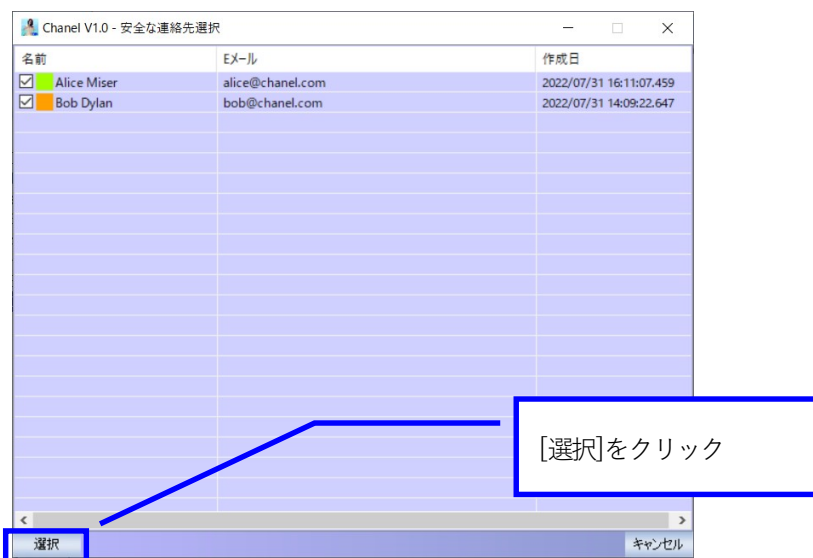 Chanel V1.0 - 安全な連絡先選択
名前 Eメール 作成日
Alice Miser alice@chanel.com 2022/07/31 16:11:07.459
Bob Dylan bob@chanel.com 2022/07/31 14:09:22.647
[選択]をクリック
選択 キャンセル